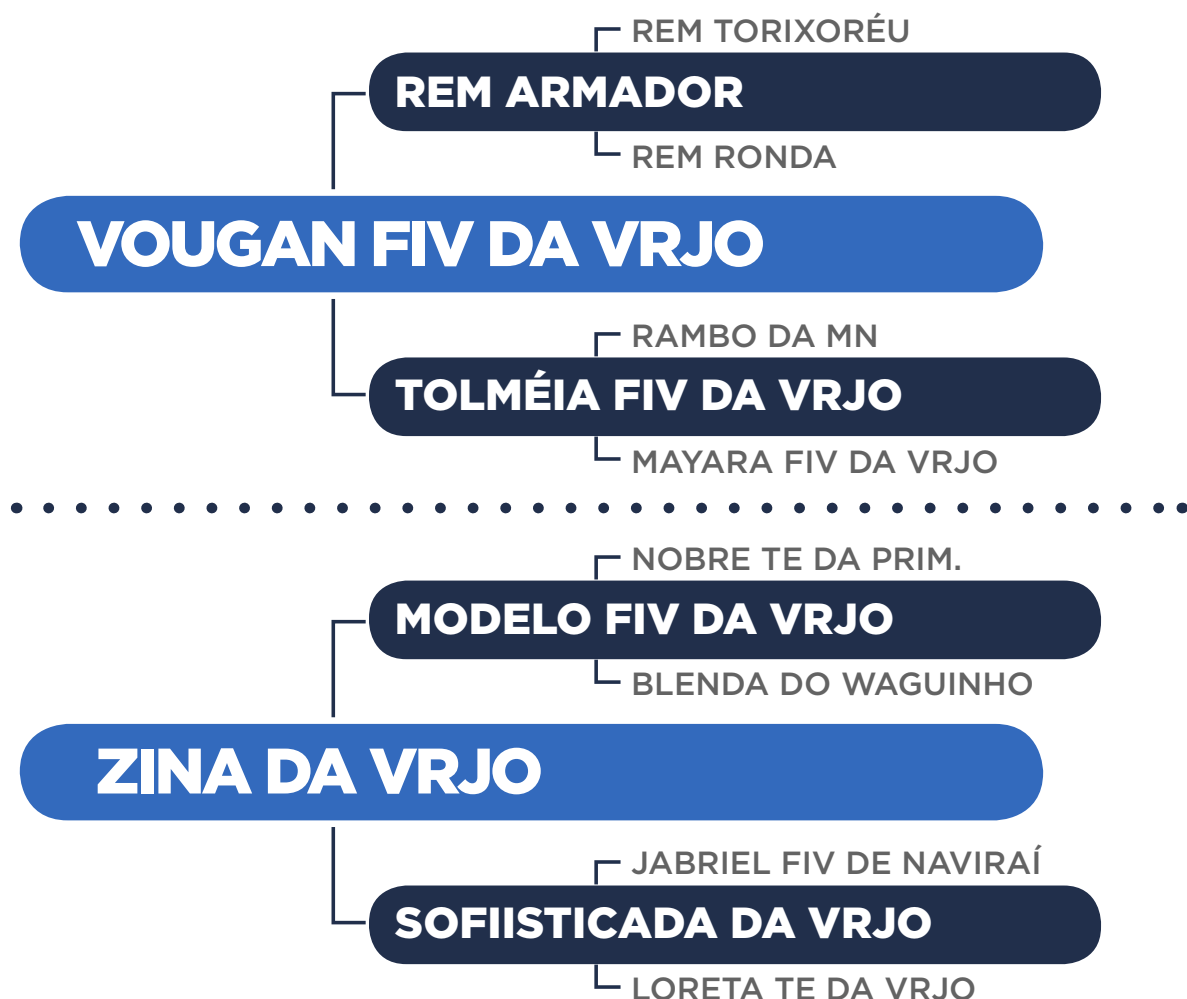 REM TORIXORÉU
REM ARMADOR
REM RONDA
VOUGAN FIV DA VRJO
RAMBO DA MN
TOLMÉIA FIV DA VRJO
MAYARA FIV DA VRJO
NOBRE TE DA PRIM.
MODELO FIV DA VRJO
BLENDA DO WAGUINHO
ZINA DA VRJO
JABRIEL FIV DE NAVIRAÍ
SOFIISTICADA DA VRJO
LORETA TE DA VRJO